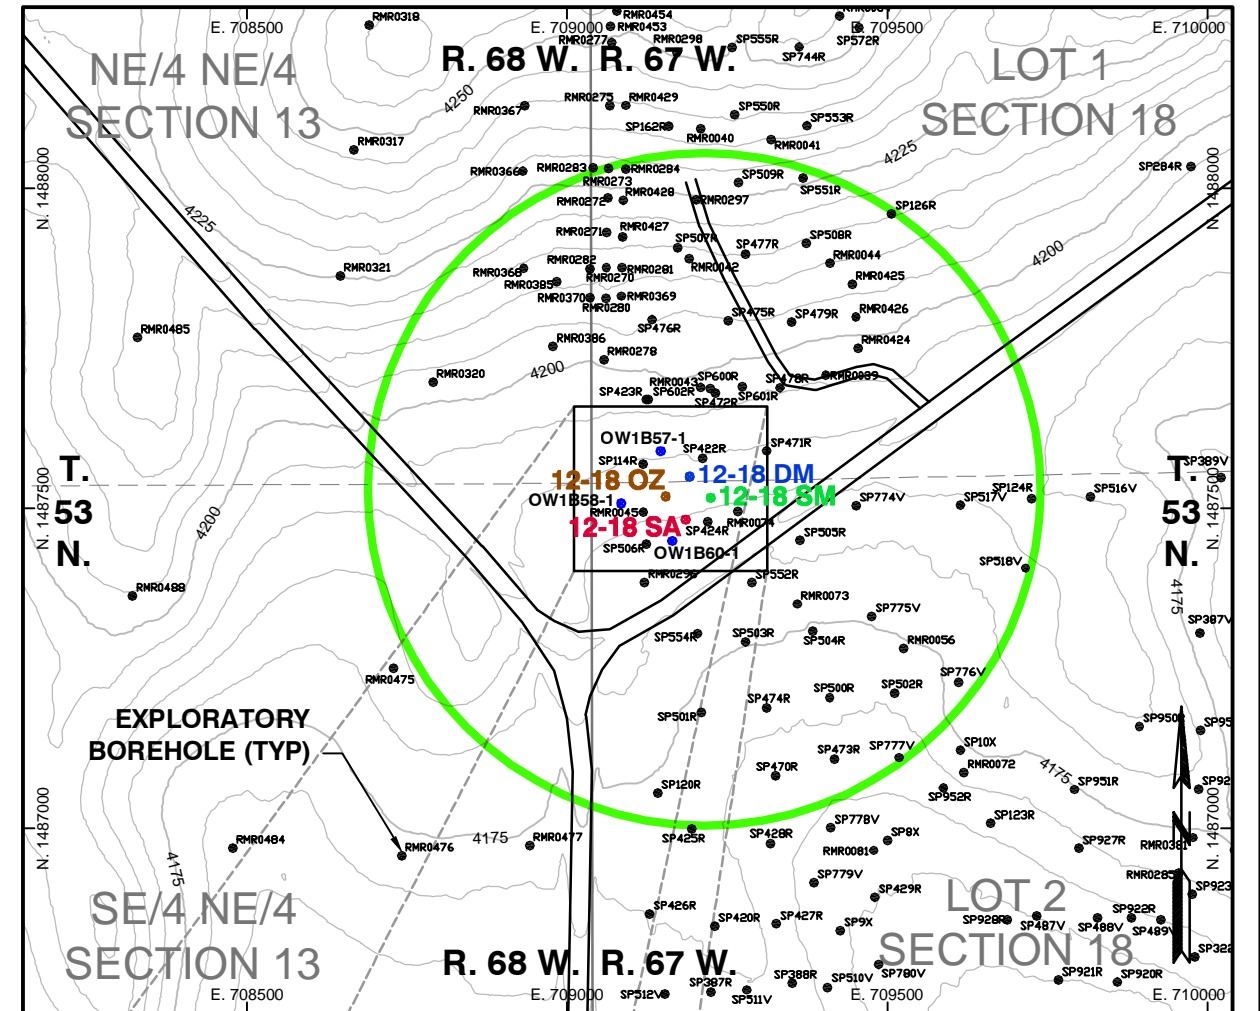 RMR0318
RMR0454
RMR0453
E. 708500
E. 709000
E. 709500
E. 710000
RMR0277
RMR0298
SP555R
SP572R
SP744R
R. 68 W.
R. 67 W.
NE/4 NE/4
SECTION 13
LOT 1
SECTION 18
4250
RMR0367
RMR0275
RMR0429
SP550R
SP162R
RMR0040
SP553R
RMR0041
4225
RMR0317
N. 1488000
N. 1488000
RMR0366
RMR0283
RMR0284
RMR0273
SP509R
SP551R
SP284R
RMR0272
RMR0428
RMR0297
SP126R
4225
RMR0271
RMR0427
SP507R
SP477R
SP508R
4200
RMR0321
RMR0368
RMR0282
RMR0281
RMR0042
RMR0044
RMR0385
RMR0270
RMR0425
RMR0370
RMR0369
RMR0280
RMR0426
RMR0485
SP476R
SP475R
SP479R
RMR0386
RMR0278
RMR0424
4200
RMR0320
RMR0043
SP600R
SP478R
RMR0039
SP423R
SP602R
SP472R
SP601R
OW1B57-1
SP422R
SP471R
T.
53
N.
SP114R
12-18 OZ
12-18 DM
SP389V
T.
53
N.
N. 1487500
N. 1487500
OW1B58-1
12-18 SM
SP774V
SP517V
SP124R
SP516V
RMR0045
RMR0074
12-18 SA
SP424R
4200
SP506R
OW1B60-1
SP505R
SP518V
RMR0488
SP552R
RMR0073
4175
SP775V
SP387V
SP554R
SP503R
SP504R
RMR0056
RMR0475
SP776V
SP500R
SP502R
SP474R
SP501R
EXPLORATORY
BOREHOLE (TYP)
SP473R
SP777V
SP10X
RMR0072
SP470R
4175
SP951R
SP120R
SP952R
N. 1487000
N. 1487000
SP425R
SP428R
SP778V
SP8X
SP123R
SP927R
RMR0381
RMR0484
RMR0476
4175
RMR0477
RMR0081
4175
SP779V
RMR0285
SE/4 NE/4
SECTION 13
SP429R
LOT 2
SECTION 18
SP426R
SP420R
SP427R
SP9X
SP928R
SP487V
SP922R
SP488V
R. 68 W.
R. 67 W.
SP388R
SP510V
SP780V
SP921R
SP920R
E. 708500
E. 709000
E. 709500
E. 710000
SP512V
SP387R
SP511V
N